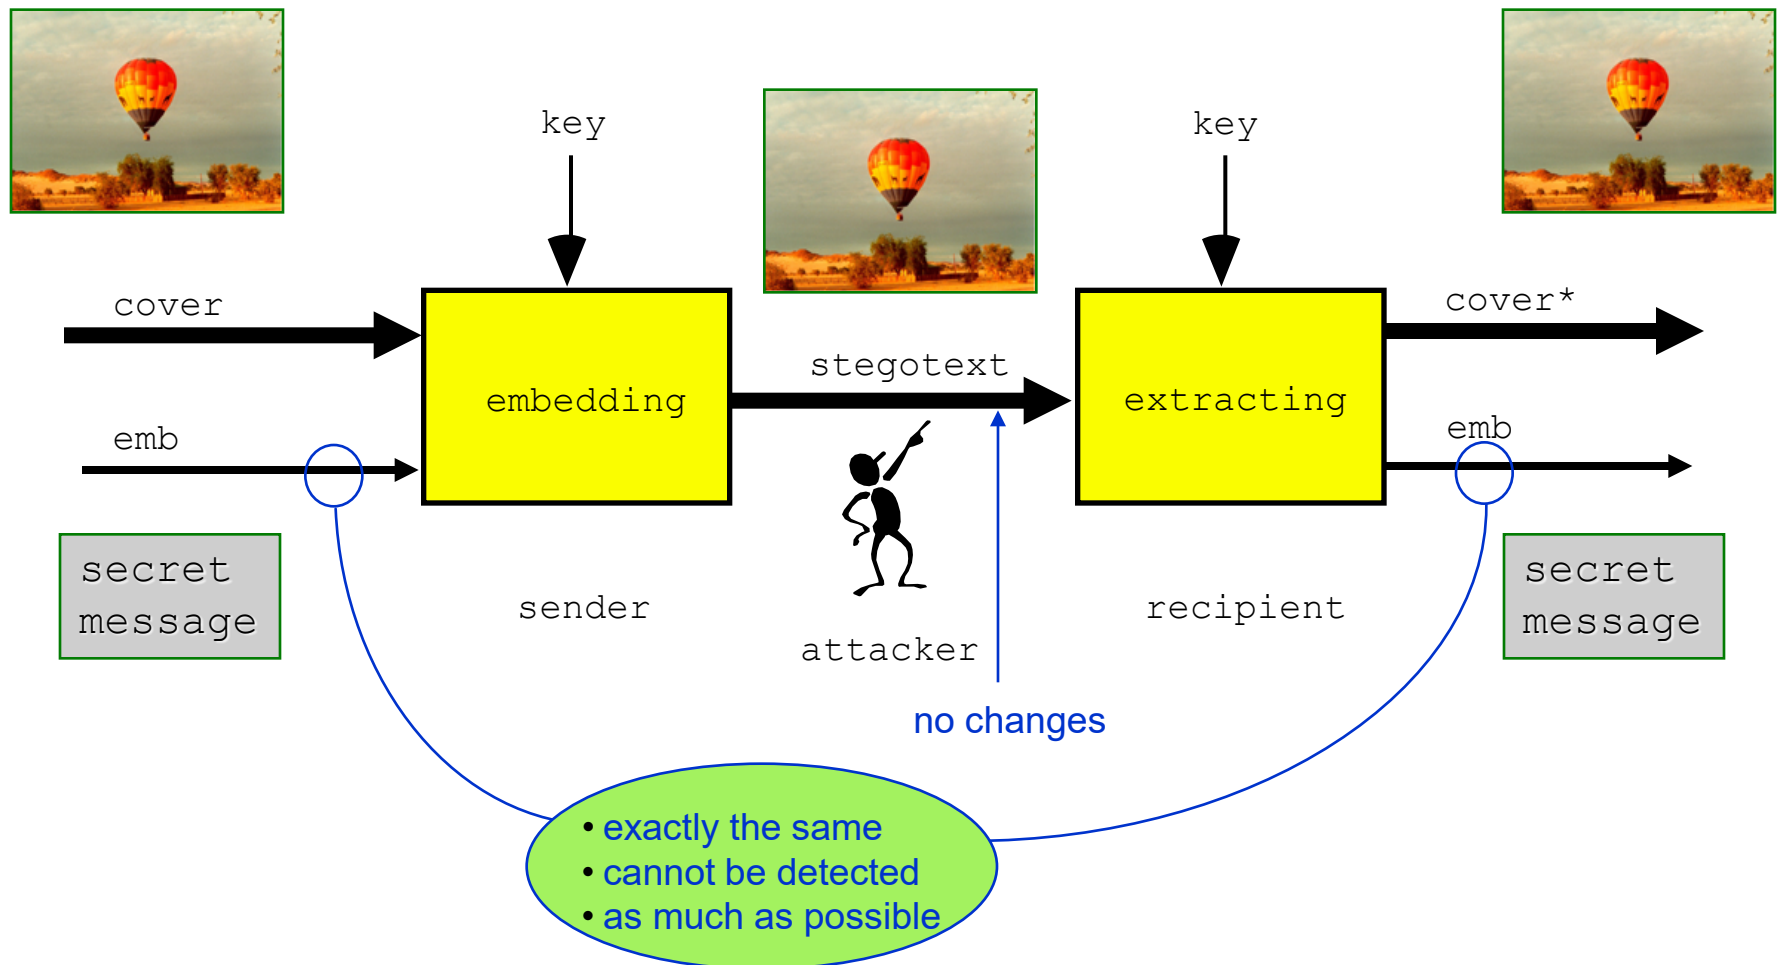 key
key
cover
cover*
stegotext
embedding
extracting
emb
emb
secret
message
secret
message
sender
recipient
attacker
no changes
• exactly the same
• cannot be detected
• as much as possible